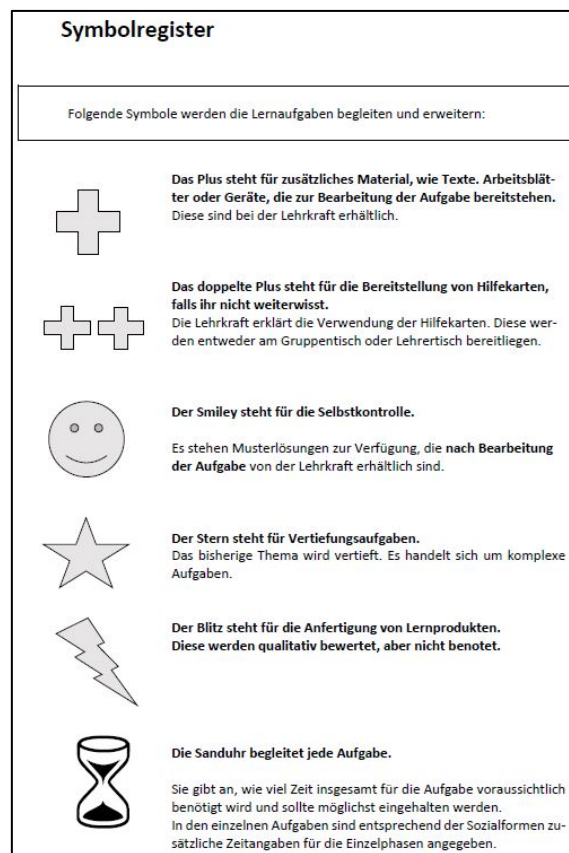 Symbolregister
Folgende Symbole werden die Lernaufgaben begleiten und erweitern:
Das Plus steht für zusätzliches Material, wie Texte. Arbeitsblät-
ter oder Geräte, die zur Bearbeitung der Aufgabe bereitstehen.
Diese sind bei der Lehrkraft erhältlich.
Das doppelte Plus steht für die Bereitstellung von Hilfekarten,
falls ihr nicht weiterwisst.
Die Lehrkraft erklärt die Verwendung der Hilfekarten. Diese wer-
den entweder am Gruppentisch oder Lehrertisch bereitliegen.
Der Smiley steht für die Selbstkontrolle.
Es stehen Musterlösungen zur Verfügung, die nach Bearbeitung
der Aufgabe von der Lehrkraft erhältlich sind.
Der Stern steht für Vertiefungsaufgaben.
Das bisherige Thema wird vertieft. Es handelt sich um komplexe
Aufgaben.
Der Blitz steht für die Anfertigung von Lernprodukten.
Diese werden qualitativ bewertet, aber nicht benotet.
Die Sanduhr begleitet jede Aufgabe.
Sie gibt an, wie viel Zeit insgesamt für die Aufgabe voraussichtlich
benötigt wird und sollte möglichst eingehalten werden.
In den einzelnen Aufgaben sind entsprechend der Sozialformen zu-
sätzliche Zeitangaben für die Einzelphasen angegeben.